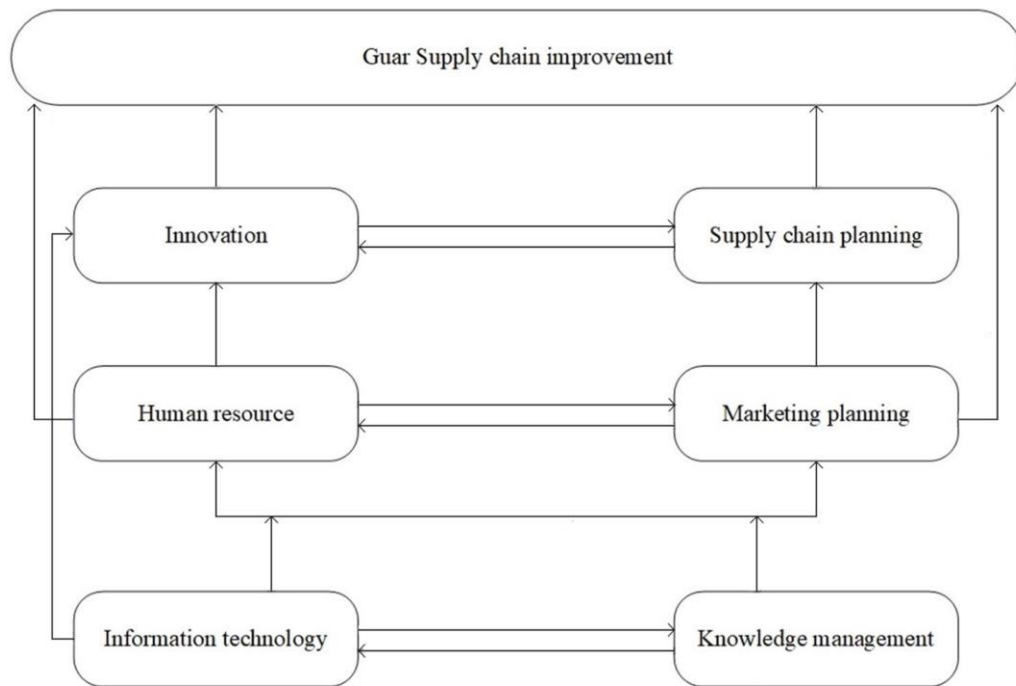 Guar Supply chain improvement
Innovation
Supply chain planning
Human resource
Marketing planning
Information technology
Knowledge management